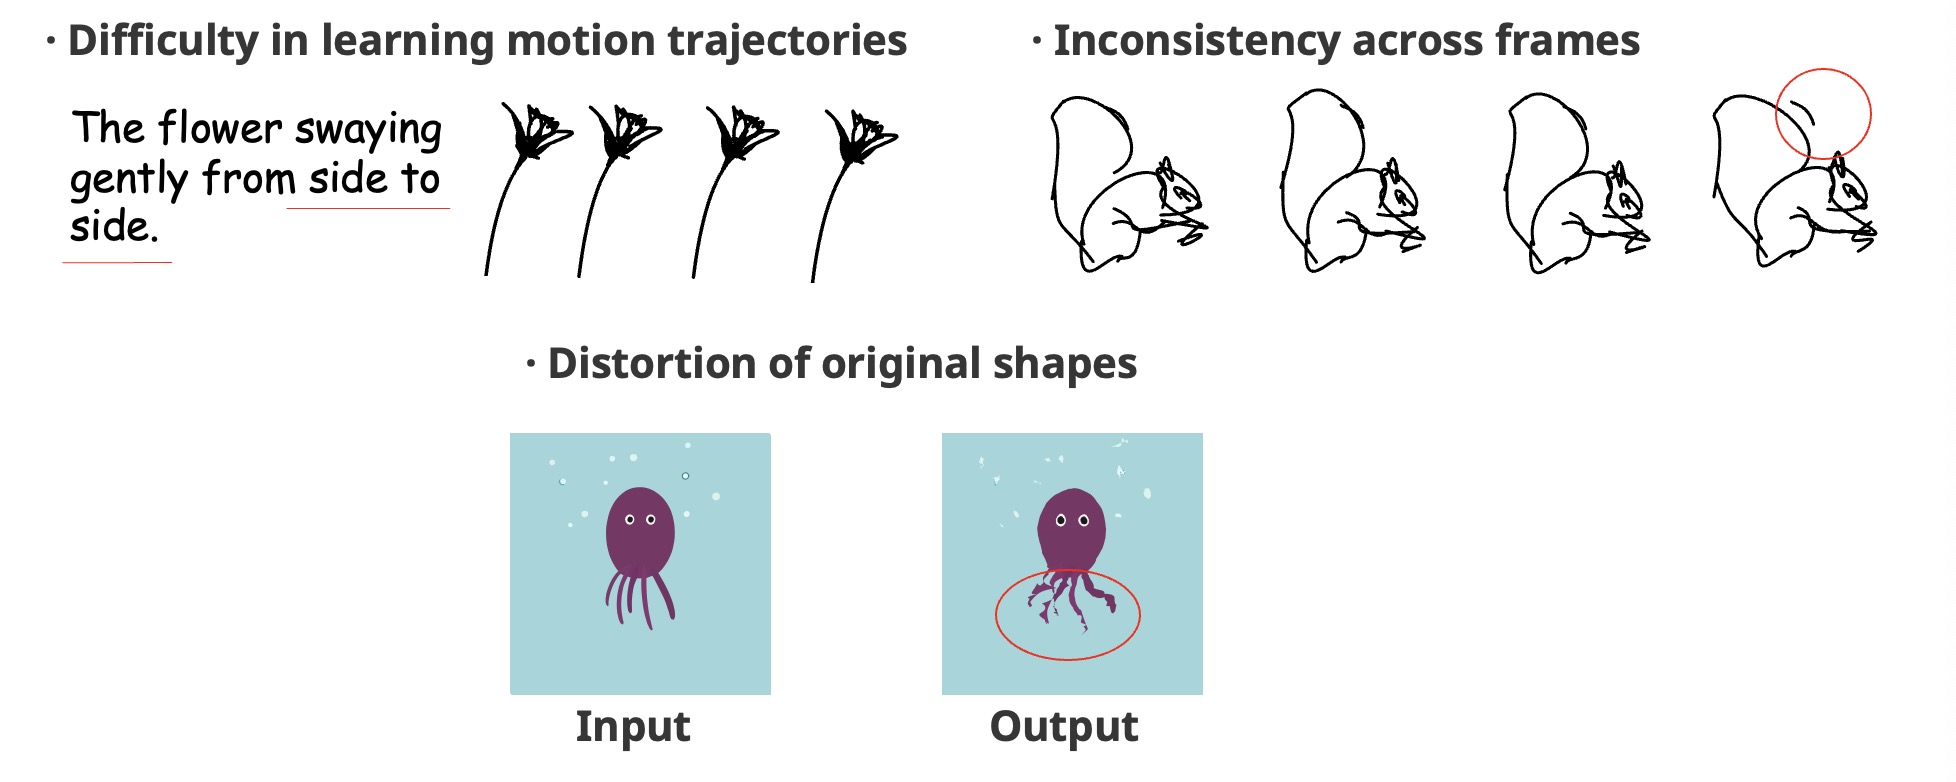 · Difficulty in learning motion trajectories
The flower swaying
gently from side to
side.
· Inconsistency across frames
· Distortion of original shapes
Input
Output